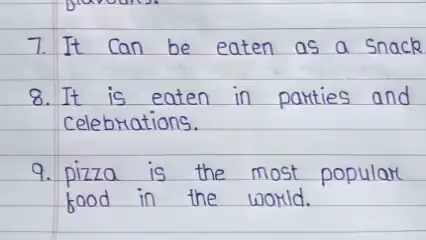 flavours.
7. It can be eaten as a snack
8. It is eaten in parties and
celebrations.
9. pizza is the most popular
food in the world.